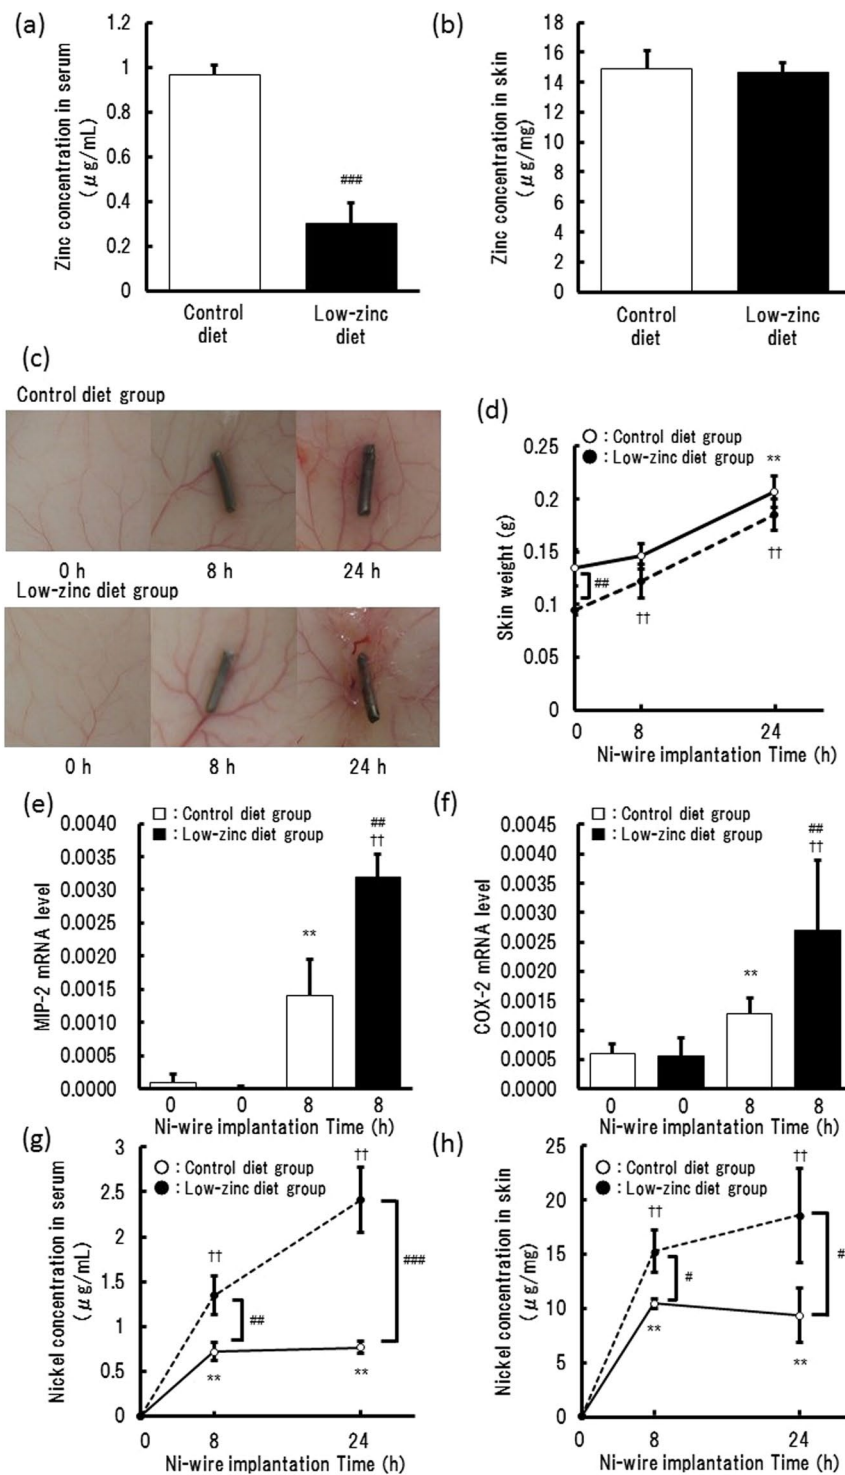 (a)
Zinc concentration in serum
(μg/mL)
1.2
1
0.8
0.6
0.4
0.2
0
###
Control
diet
Low-zinc
diet
(b)
Zinc concentration in skin
(μg/mg)
18
16
14
12
10
8
6
4
2
0
Control
diet
Low-zinc
diet
(c)
Control diet group
0 h
8 h
24 h
Low-zinc diet group
0 h
8 h
24 h
(d)
○ : Control diet group
● : Low-zinc diet group
Skin weight (g)
0.25
0.2
0.15
0.1
0.05
0
**
##
††
††
0
8
24
Ni-wire implantation Time (h)
(e)
□ : Control diet group
■ : Low-zinc diet group
MIP-2 mRNA level
0.0040
0.0035
0.0030
0.0025
0.0020
0.0015
0.0010
0.0005
0.0000
##
††
**
0
0
8
8
Ni-wire implantation Time (h)
(f)
□ : Control diet group
■ : Low-zinc diet group
COX-2 mRNA level
0.0045
0.0040
0.0035
0.0030
0.0025
0.0020
0.0015
0.0010
0.0005
0.0000
##
††
**
0
0
8
8
Ni-wire implantation Time (h)
(g)
○ : Control diet group
● : Low-zinc diet group
Nickel concentration in serum
(μg/mL)
3
2.5
2
1.5
1
0.5
0
††
††
##
###
**
**
0
8
24
Ni-wire implantation Time (h)
(h)
○ : Control diet group
● : Low-zinc diet group
Nickel concentration in skin
(μg/mg)
25
20
15
10
5
0
††
††
#
#
**
**
0
8
24
Ni-wire implantation Time (h)